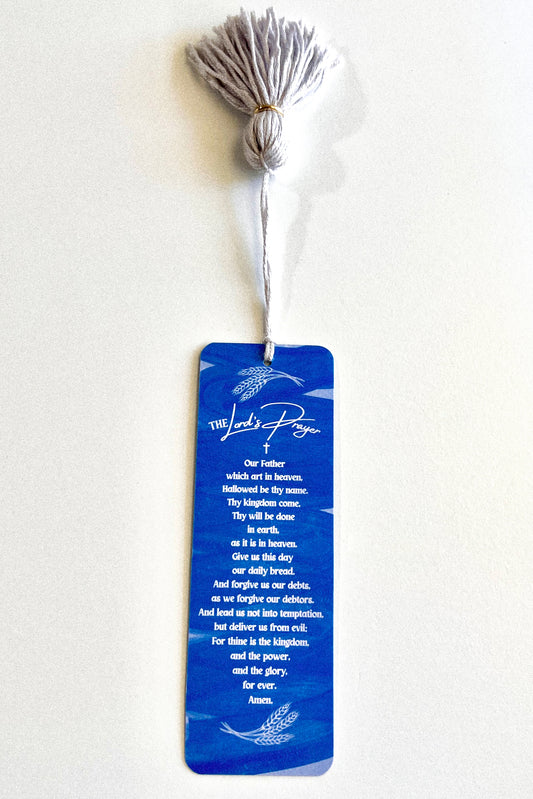 THE Lord's Prayer
Our Father
which art in heaven,
Hallowed be thy name.
Thy kingdom come.
Thy will be done
in earth,
as it is in heaven.
Give us this day
our daily bread.
And forgive us our debts,
as we forgive our debtors.
And lead us not into temptation,
but deliver us from evil:
For thine is the kingdom,
and the power,
and the glory,
for ever.
Amen.